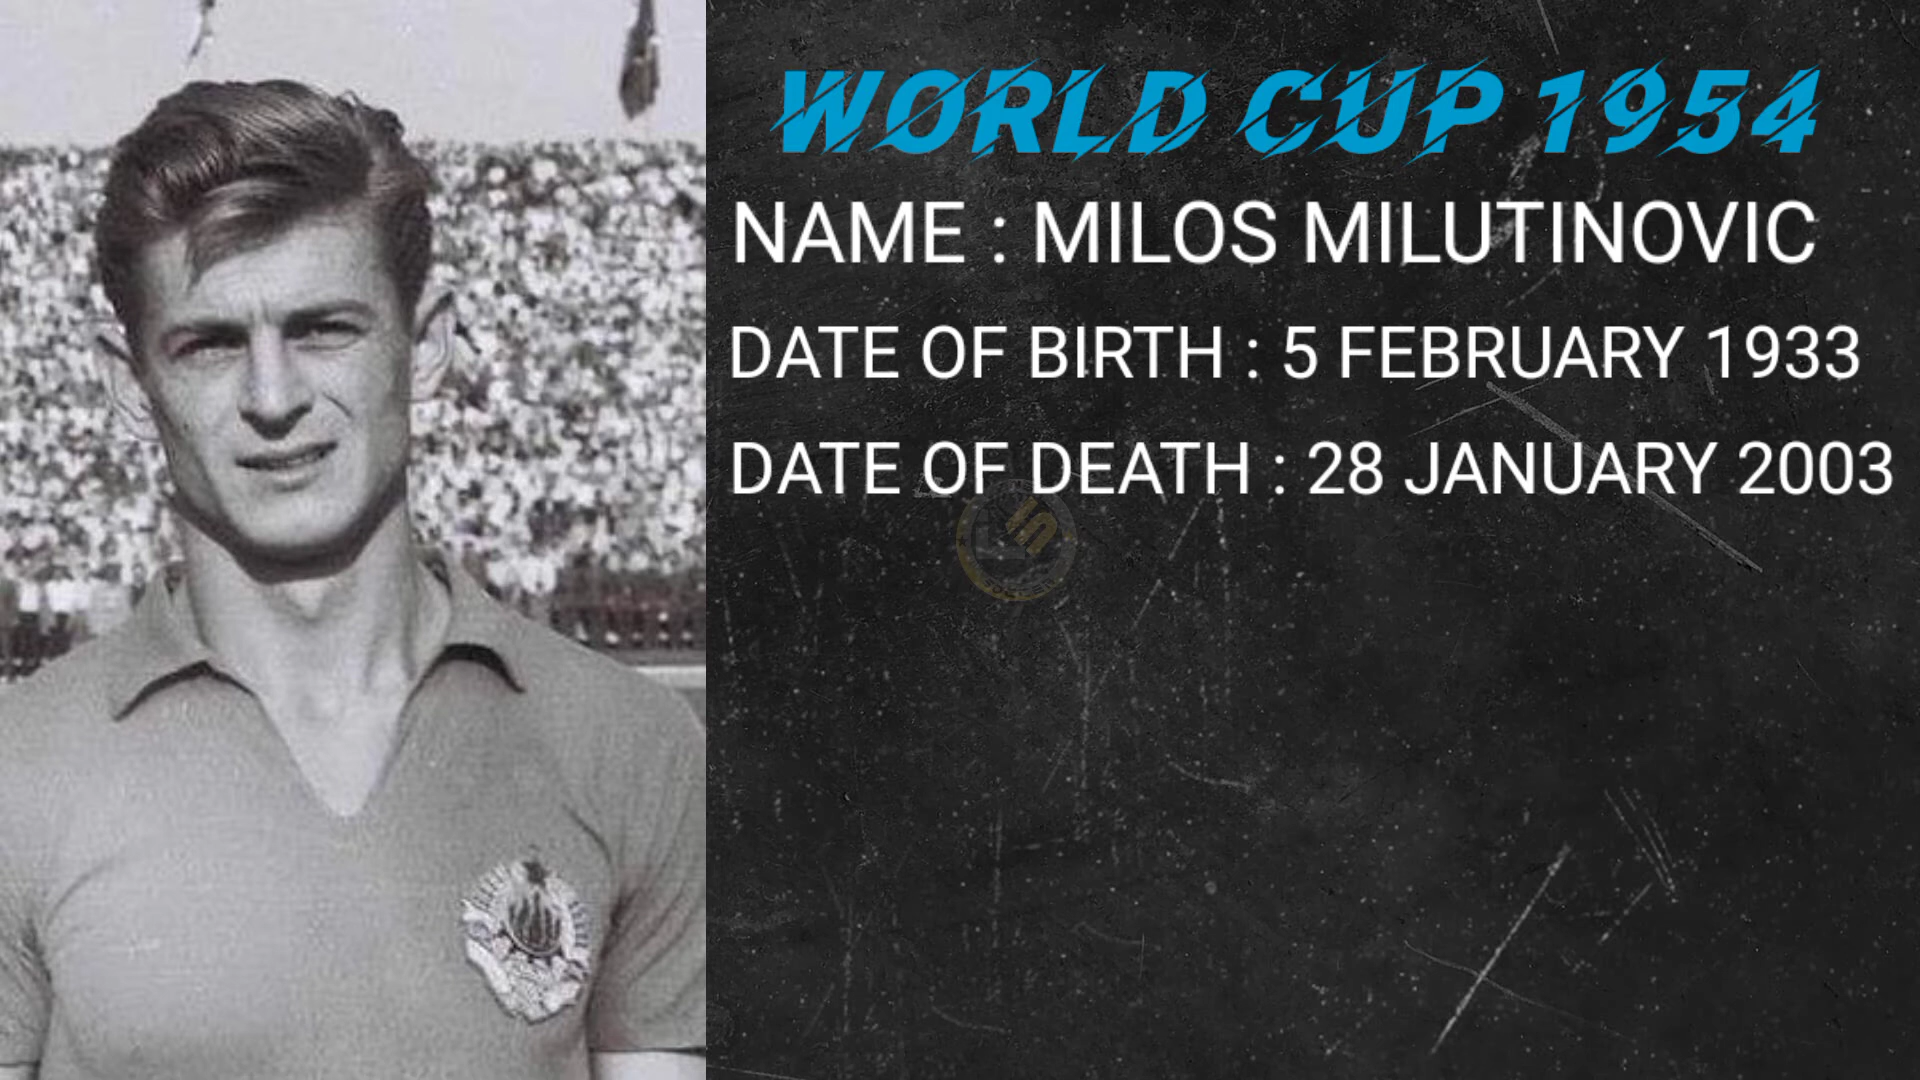 WORLD CUP 1954
NAME : MILOS MILUTINOVIC
DATE OF BIRTH : 5 FEBRUARY 1933
DATE OF DEATH : 28 JANUARY 2003